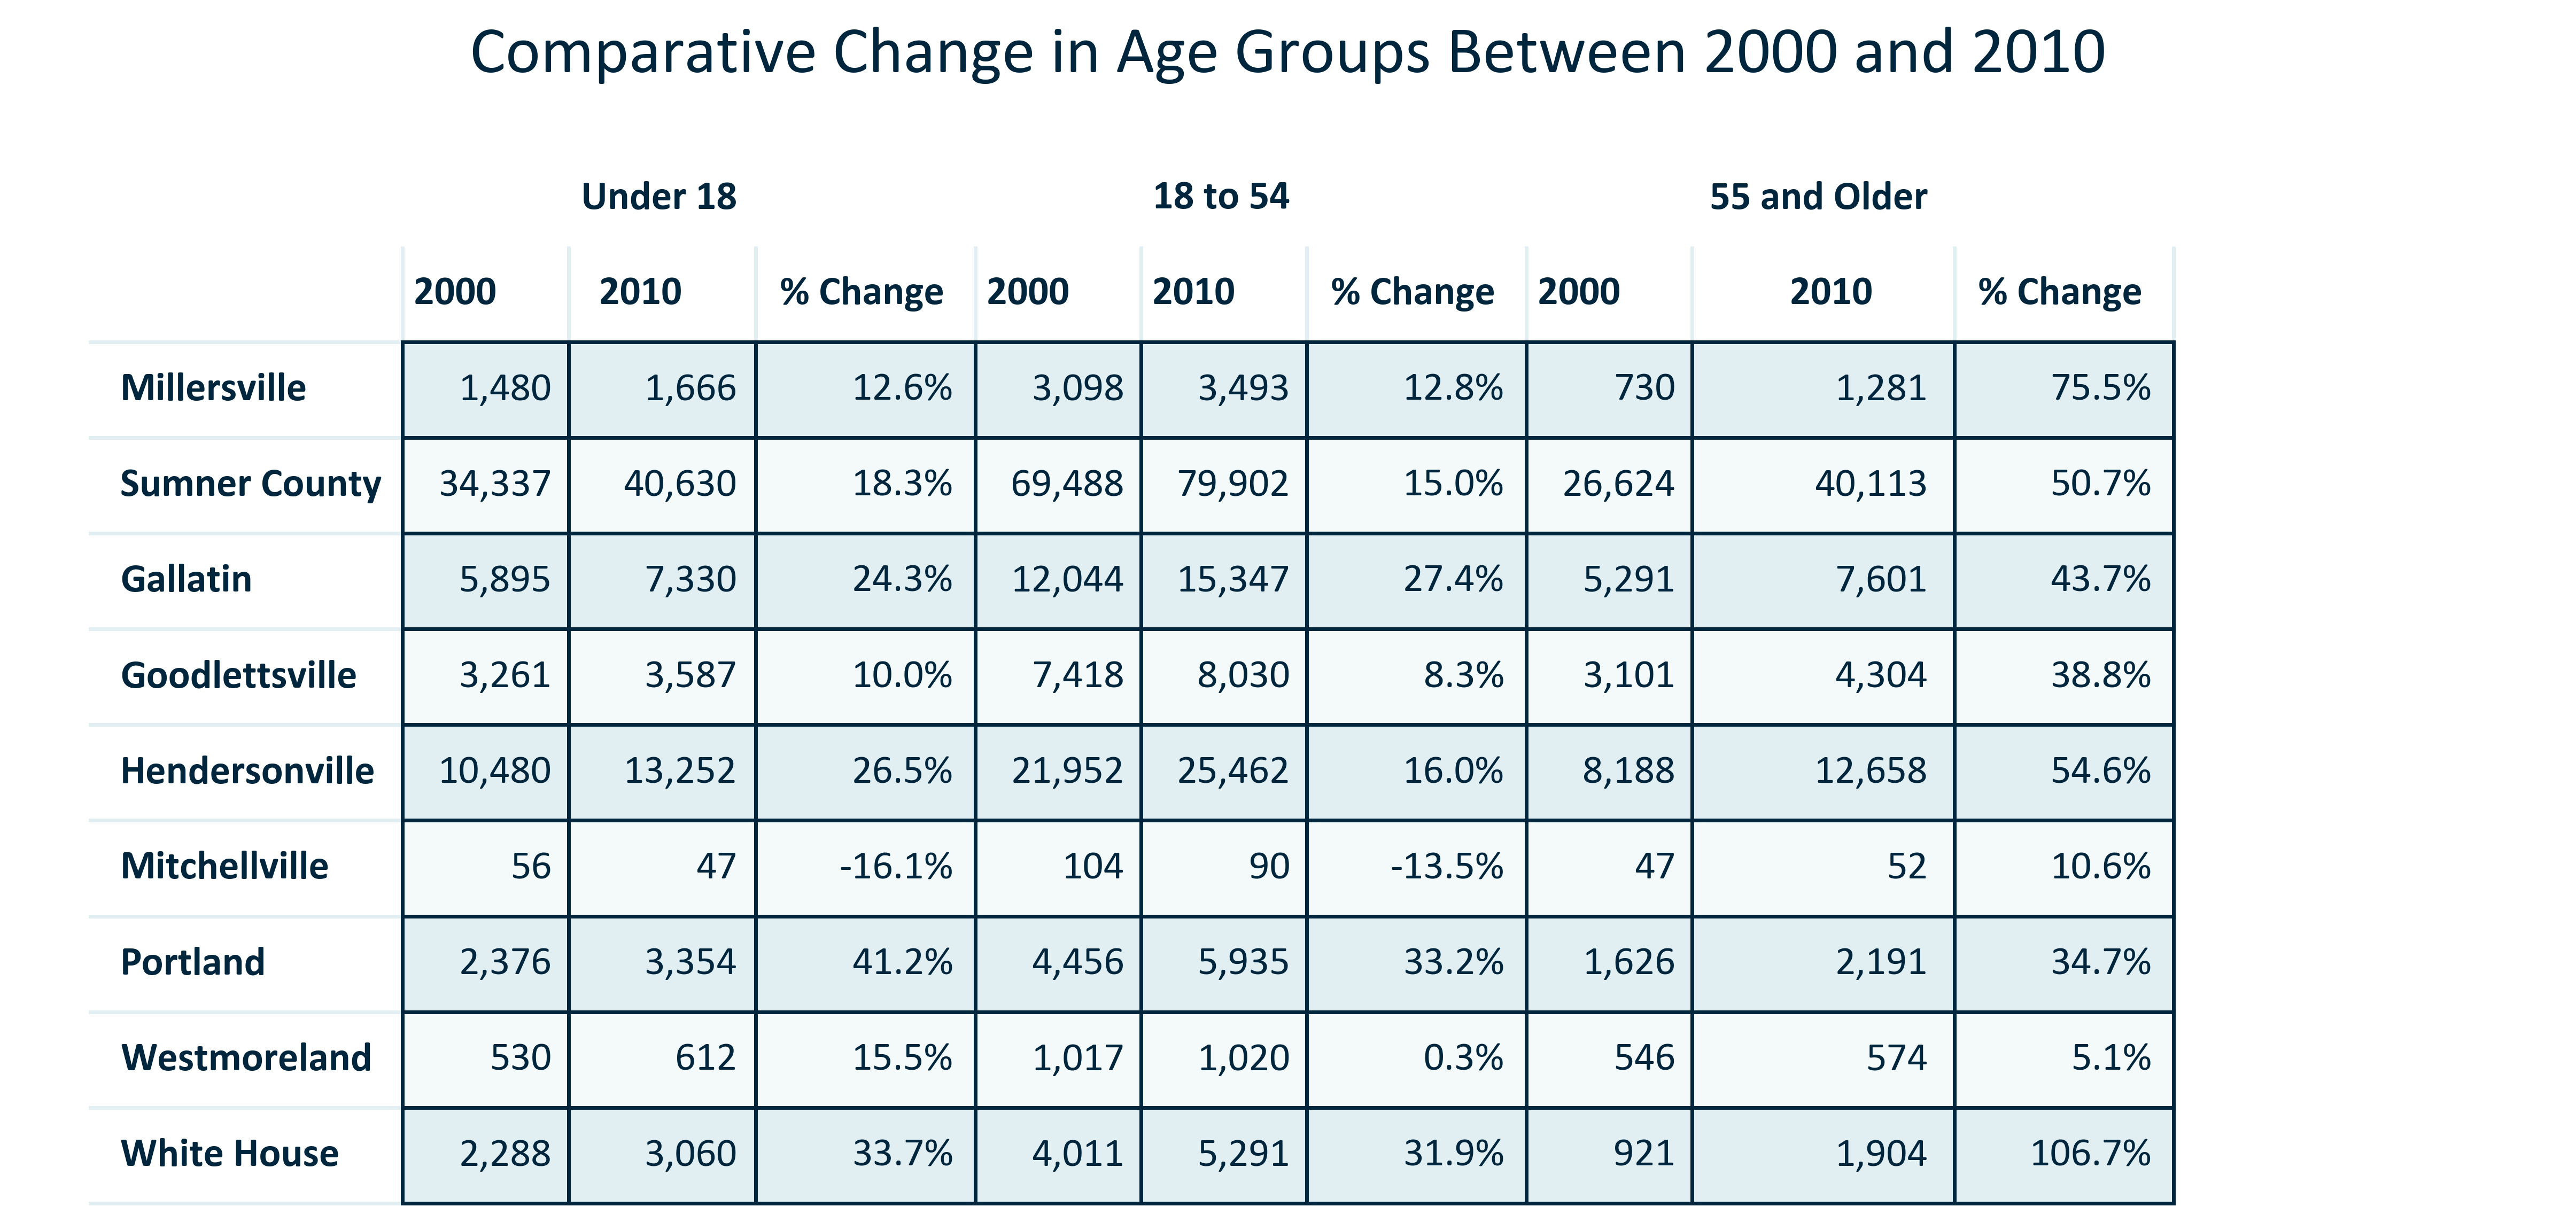 Comparative Change in Age Groups Between 2000 and 2010
Under 18 18 to 54 55 and Older
2000 2010 % Change 2000 2010 % Change 2000 2010 % Change
Millersville 1,480 1,666 12.6% 3,098 3,493 12.8% 730 1,281 75.5%
Sumner County 34,337 40,630 18.3% 69,488 79,902 15.0% 26,624 40,113 50.7%
Gallatin 5,895 7,330 24.3% 12,044 15,347 27.4% 5,291 7,601 43.7%
Goodlettsville 3,261 3,587 10.0% 7,418 8,030 8.3% 3,101 4,304 38.8%
Hendersonville 10,480 13,252 26.5% 21,952 25,462 16.0% 8,188 12,658 54.6%
Mitchellville 56 47 -16.1% 104 90 -13.5% 47 52 10.6%
Portland 2,376 3,354 41.2% 4,456 5,935 33.2% 1,626 2,191 34.7%
Westmoreland 530 612 15.5% 1,017 1,020 0.3% 546 574 5.1%
White House 2,288 3,060 33.7% 4,011 5,291 31.9% 921 1,904 106.7%